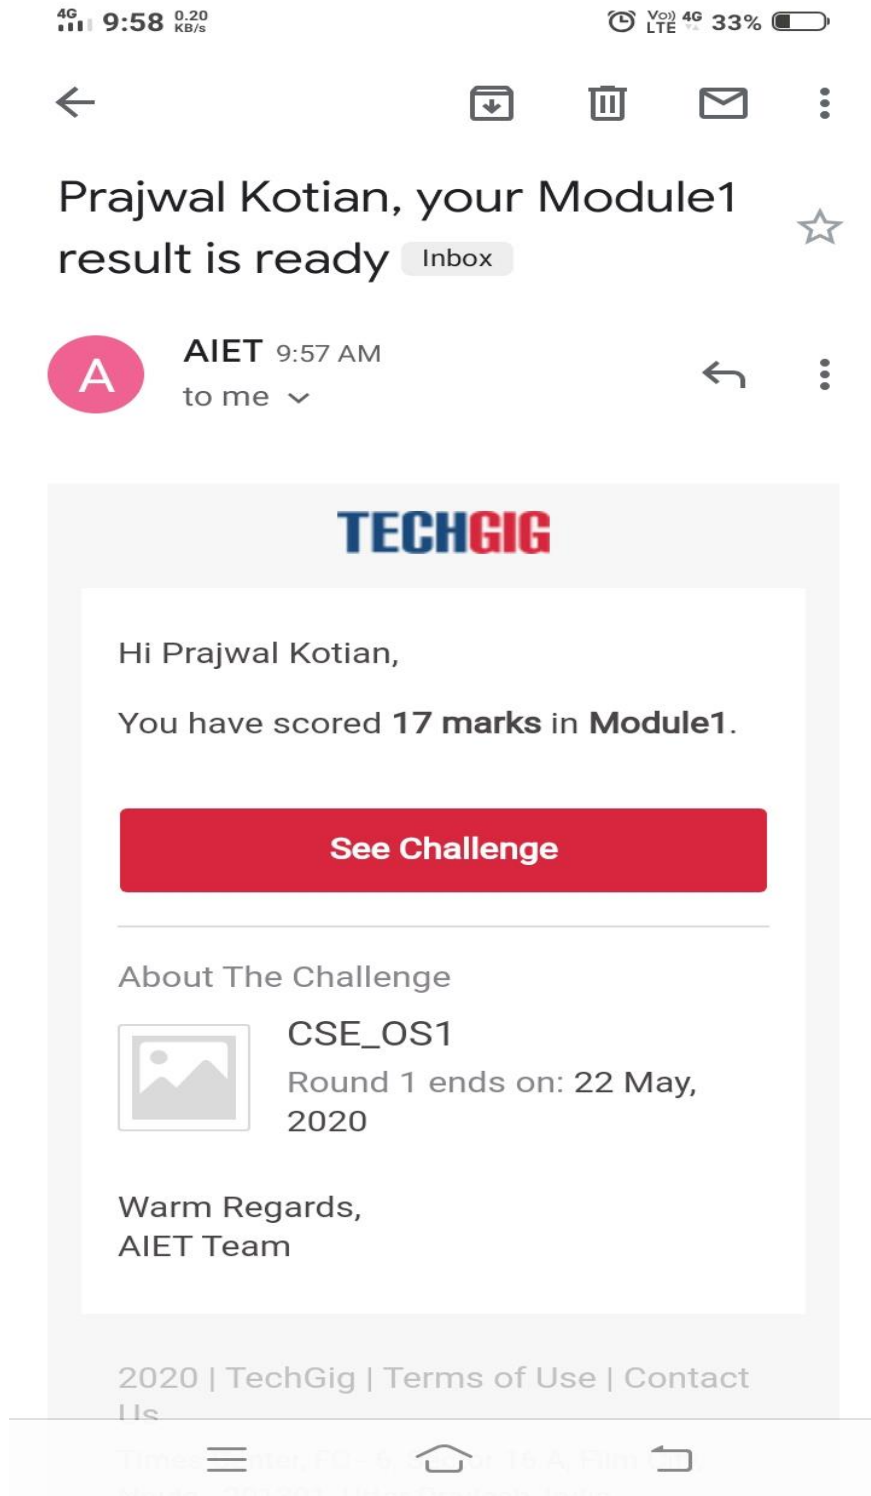 4G 9:58 0.20 KB/s Vo)) LTE 4G 33%
Prajwal Kotian, your Module1
result is ready Inbox
A
AIET 9:57 AM
to me
TECHGIG
Hi Prajwal Kotian,
You have scored 17 marks in Module1.
See Challenge
About The Challenge
CSE_OS1
Round 1 ends on: 22 May,
2020
Warm Regards,
AIET Team
2020 | TechGig | Terms of Use | Contact
Us